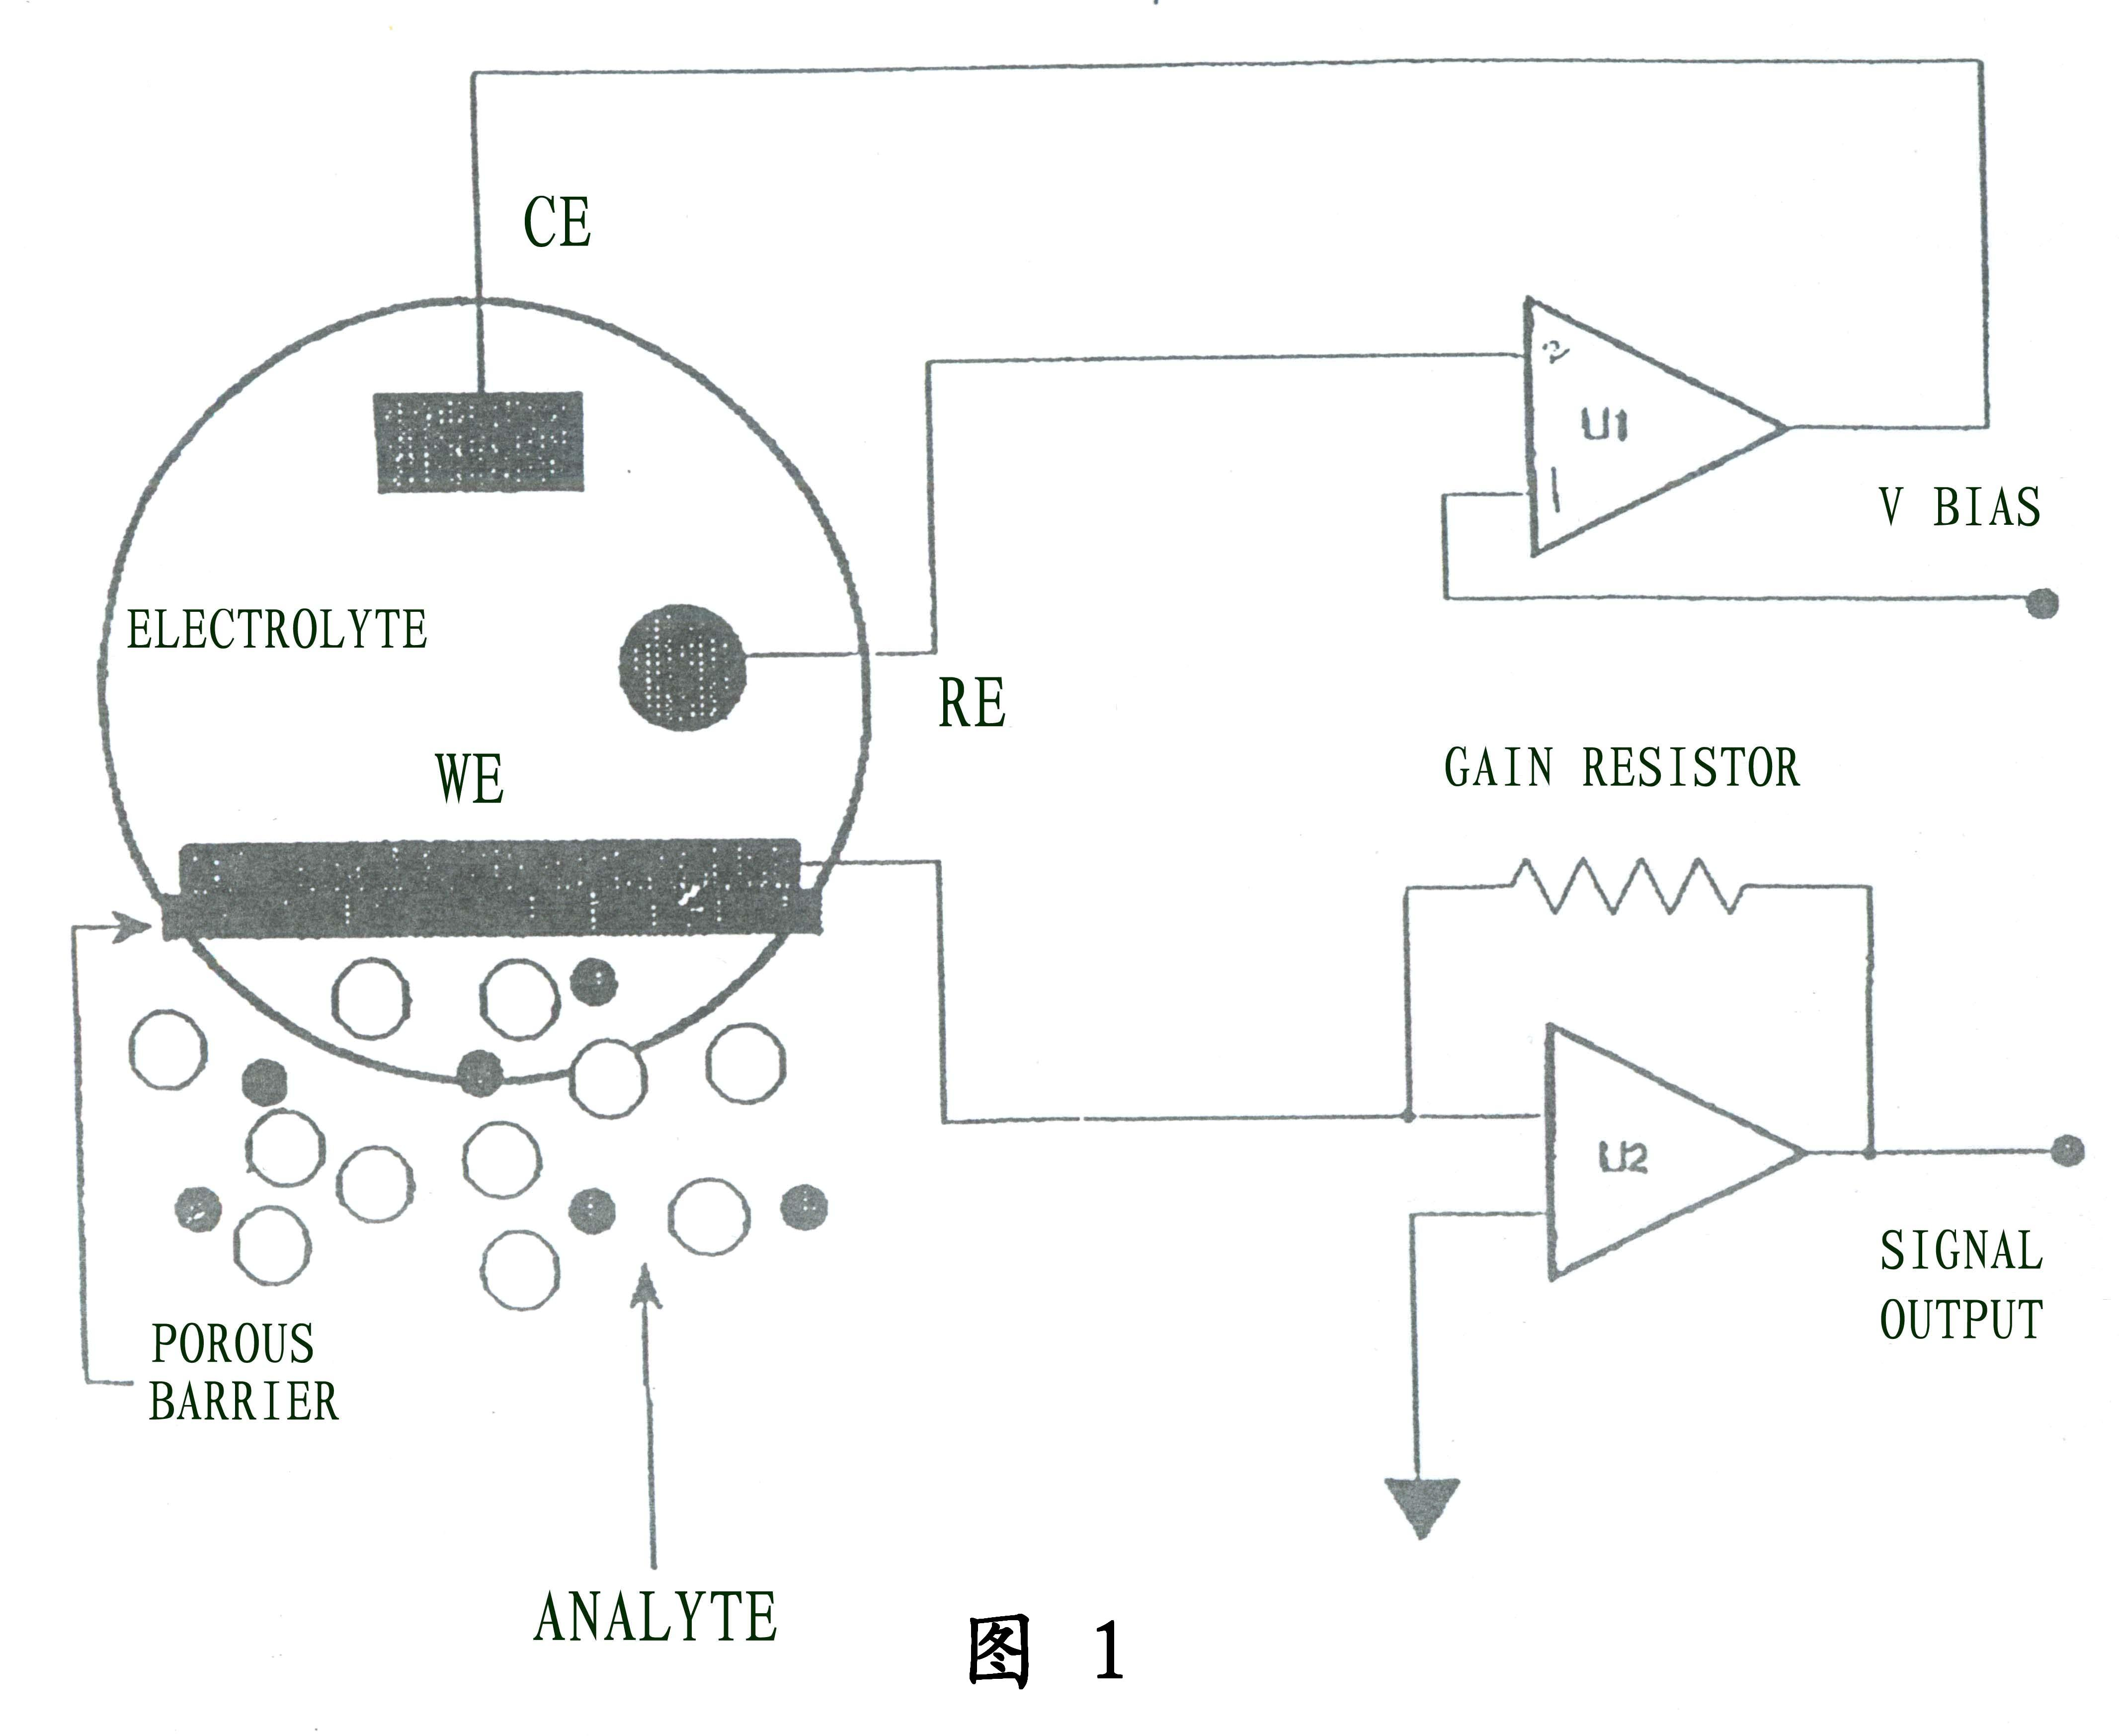 CE
2
U1
1
V BIAS
ELECTROLYTE
RE
WE
GAIN RESISTOR
U2
SIGNAL
OUTPUT
POROUS
BARRIER
ANALYTE
图 1